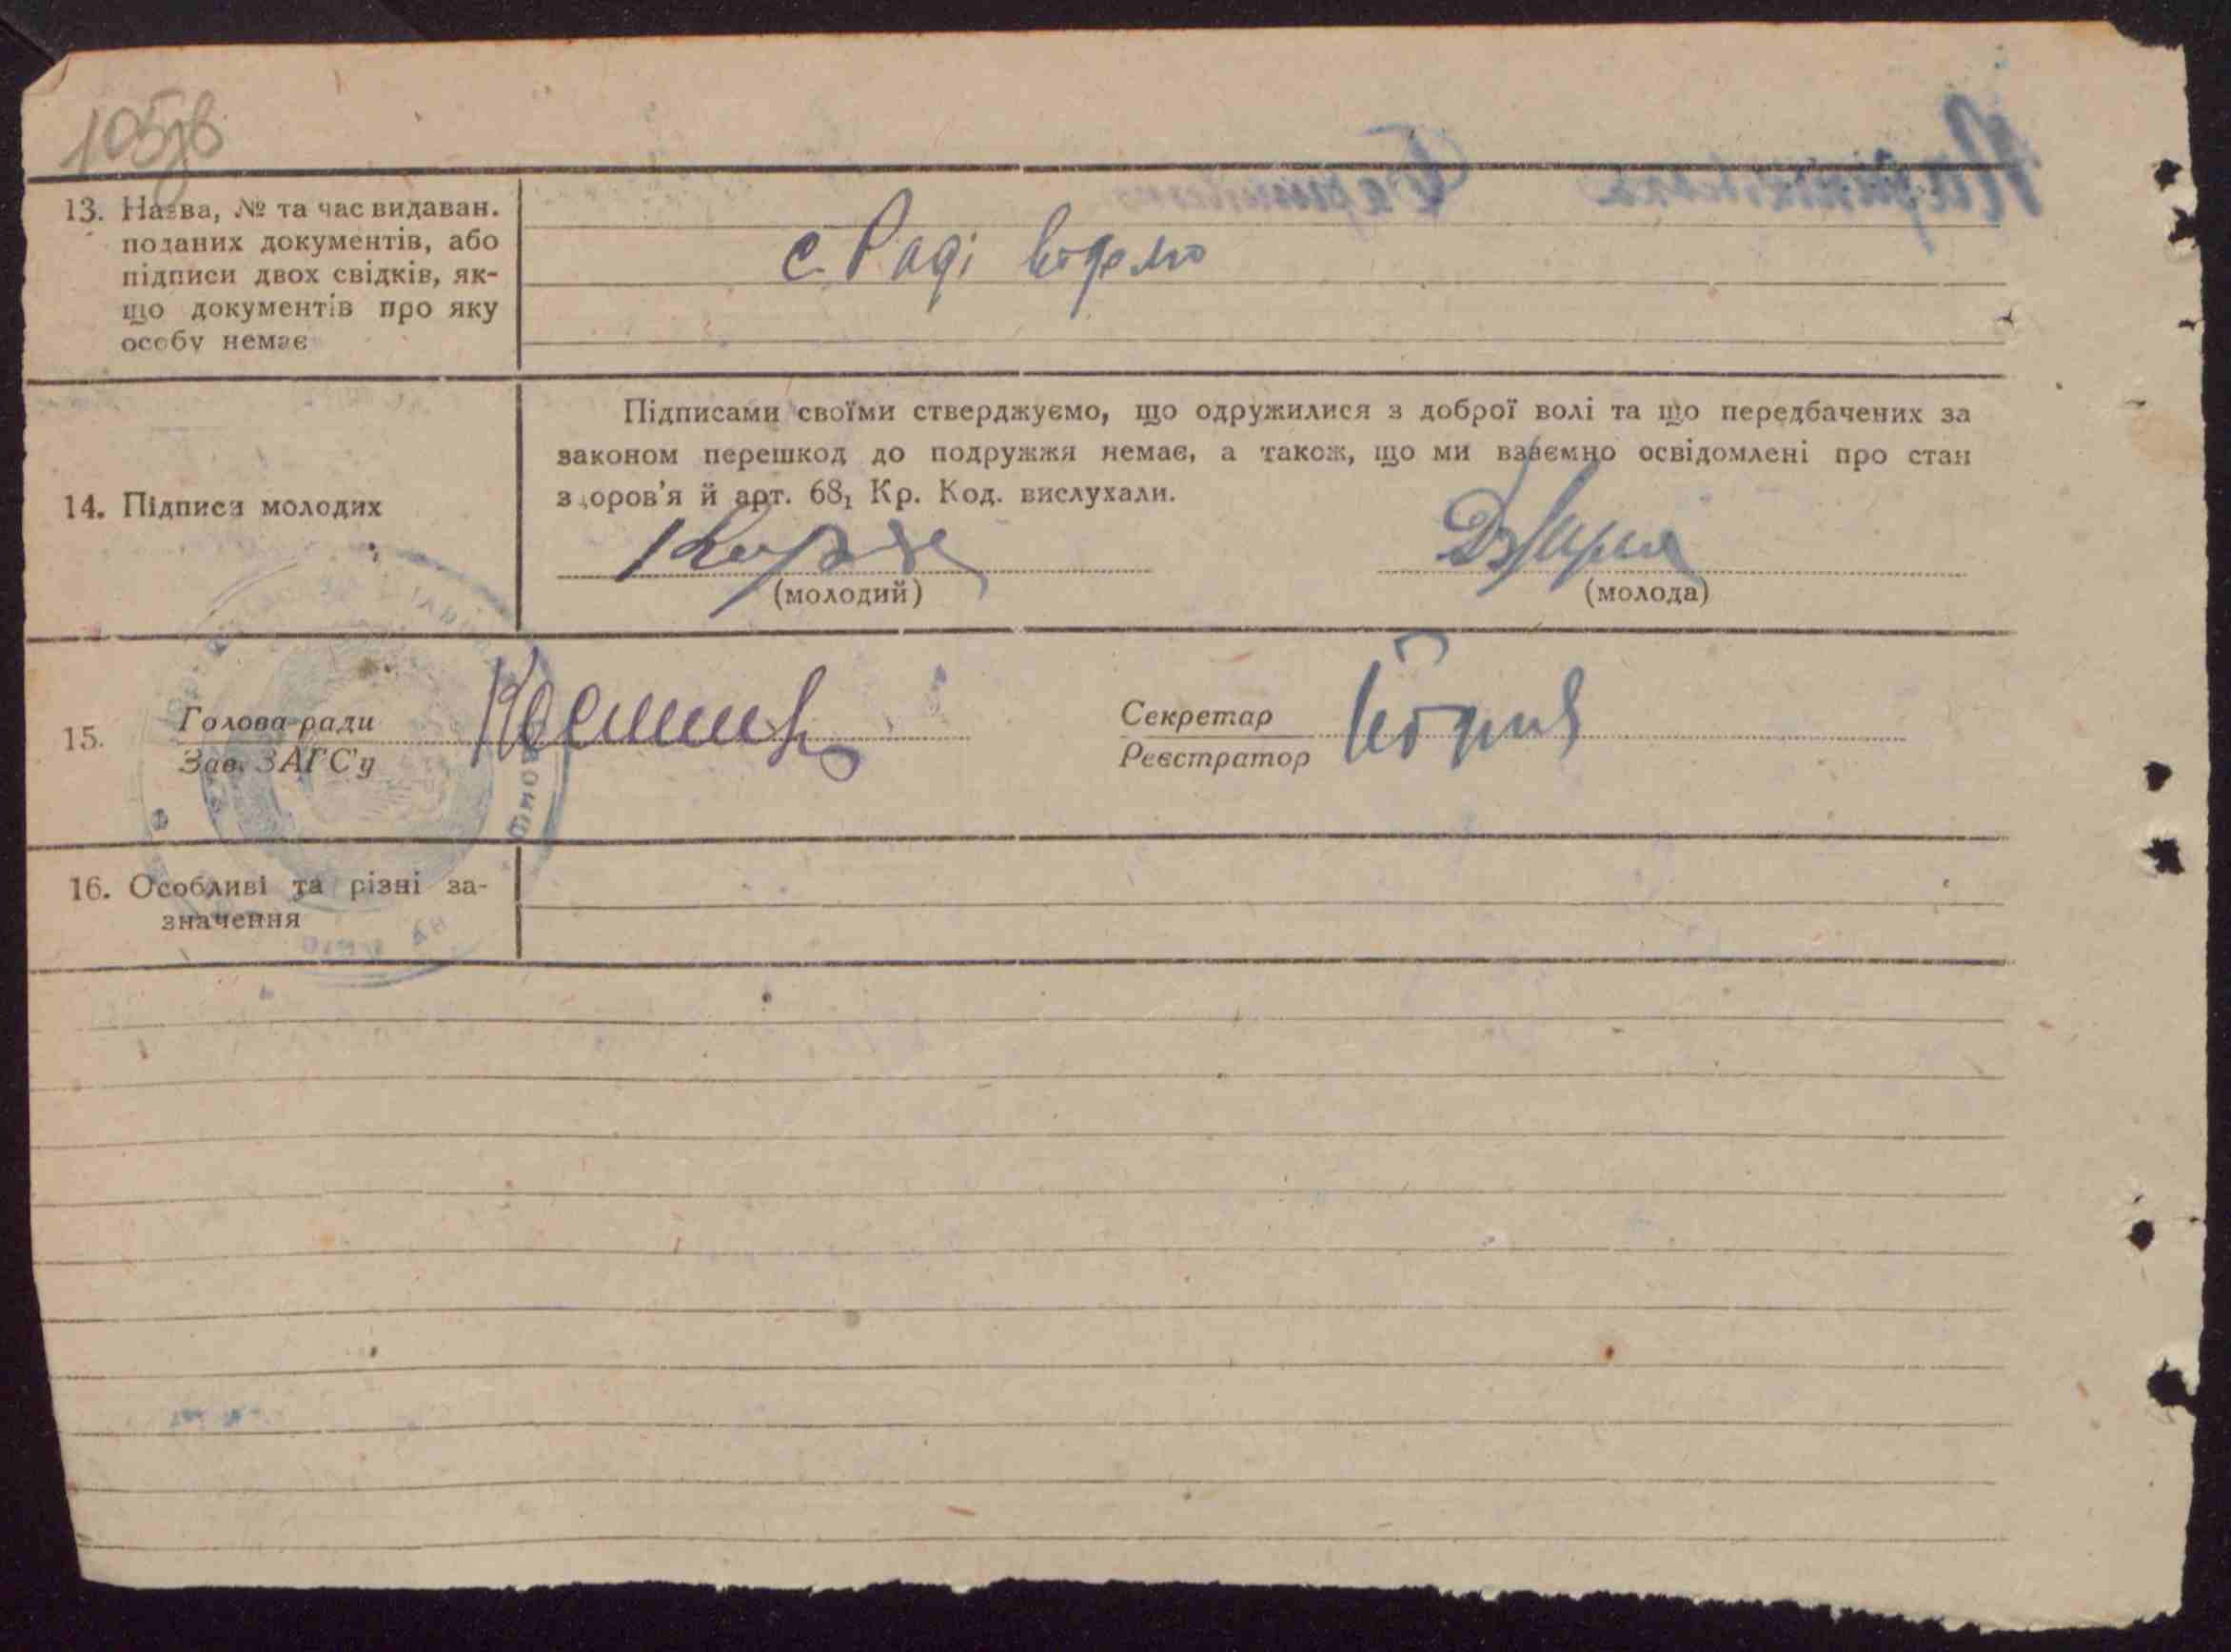 105зв
13. Назва, № та час видаван.
поданих документів, або
підписи двох свідків, як-
що документів про яку
особу немає
с. Раді відомо
14. Підписи молодих
Підписами своїми стверджуємо, що одружилися з доброї волі та що передбачених за
законом перешкод до подружжя немає, а також, що ми взаємно освідомлені про стан
здоров'я й арт. 68₁ Кр. Код. вислухали.
(молодий)
(молода)
15.
Голова ради
Зав. ЗАГС'у
Секретар
Реєстратор
16. Особливі та різні за-
значення